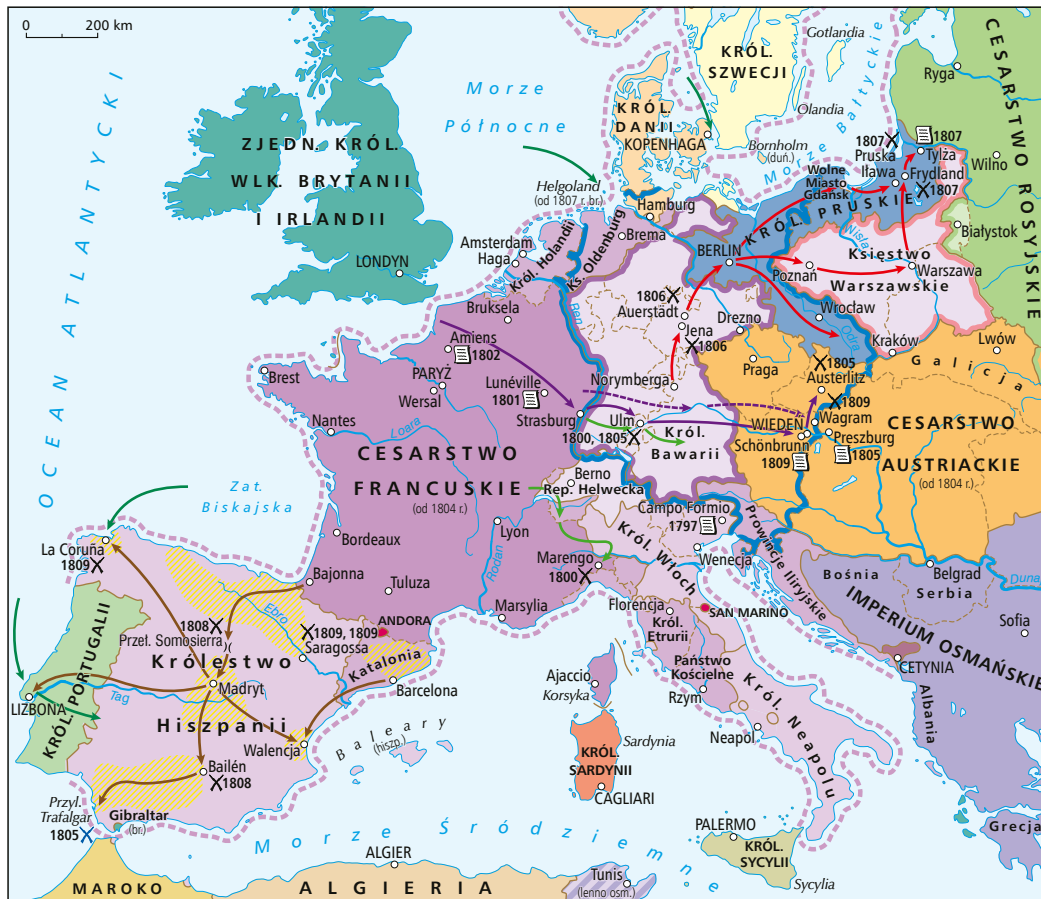 0 200 km
OCEAN ATLANTYCKI
Morze
Północne
Gotlandia
KRÓL.
SZWECJI
Olandia
Morze Bałtyckie
CESARSTWO ROSYJSKIE
Ryga
Wilno
Białystok
ZJEDN. KRÓL.
WLK. BRYTANII
I IRLANDII
LONDYN
KRÓL.
DANII
KOPENHAGA
Bornholm
(duń.)
Helgoland
(od 1807 r. br.)
1807
Pruska
Iława
1807
Tylża
Frydland
1807
Wolne
Miasto
Gdańsk
KRÓL. PRUSKIE
Hamburg
Brema
Ks. Oldenburg
Król. Holandii
Amsterdam
Haga
Bruksela
BERLIN
Wisła
Księstwo
Warszawskie
Poznań
Warszawa
Wrocław
Odra
Kraków
Lwów
Galicja
Ren
1806
Auerstädt
Jena
1806
Drezno
Praga
Norymberga
Amiens
1802
PARYŻ
Wersal
Lunéville
1801
Strasburg
Ulm
1800, 1805
Król.
Bawarii
1805
Austerlitz
1809
Wagram
WIEDEŃ
Schönbrunn
1809
Preszburg
1805
CESARSTWO
AUSTRIACKIE
(od 1804 r.)
Brest
Nantes
Loara
CESARSTWO
FRANCUSKIE
(od 1804 r.)
Berno
Rep. Helwecka
Campo Formio
1797
Prowincje Iliryjskie
Król. Włoch
Wenecja
Zat.
Biskajska
Lyon
Rodan
Bordeaux
Bajonna
Tuluza
Marsylia
Marengo
1800
ANDORA
La Coruña
1809
1808
Przeł. Somosierra
Ebro
1809, 1809
Saragossa
Katalonia
Barcelona
Królestwo
Hiszpanii
Madryt
Tag
LIZBONA
KRÓL. PORTUGALII
Walencja
Bailén
1808
Przyl.
Trafalgar
1805
Gibraltar
(br.)
Baleary
(hiszp.)
Florencja
Król.
Etrurii
SAN MARINO
Państwo
Kościelne
Rzym
Ajaccio
Korsyka
Sardynia
KRÓL.
SARDYNII
CAGLIARI
Neapol
Król. Neapolu
PALERMO
KRÓL.
SYCYLII
Sycylia
Bośnia
Serbia
Belgrad
Dunaj
IMPERIUM OSMAŃSKIE
Sofia
CETYNIA
Albania
Grecja
Morze Śródziemne
MAROKO
ALGIER
ALGIERIA
Tunis
(lenno osm.)